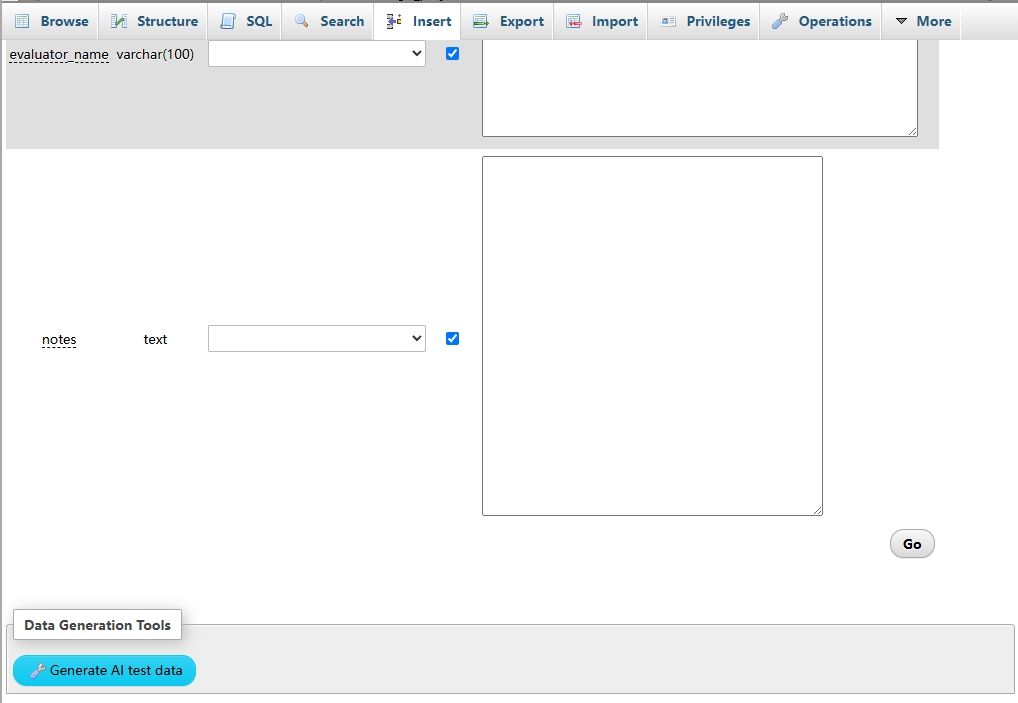 Browse Structure SQL Search Insert Export Import Privileges Operations More
evaluator_name varchar(100)
notes text
Go
Data Generation Tools
Generate AI test data